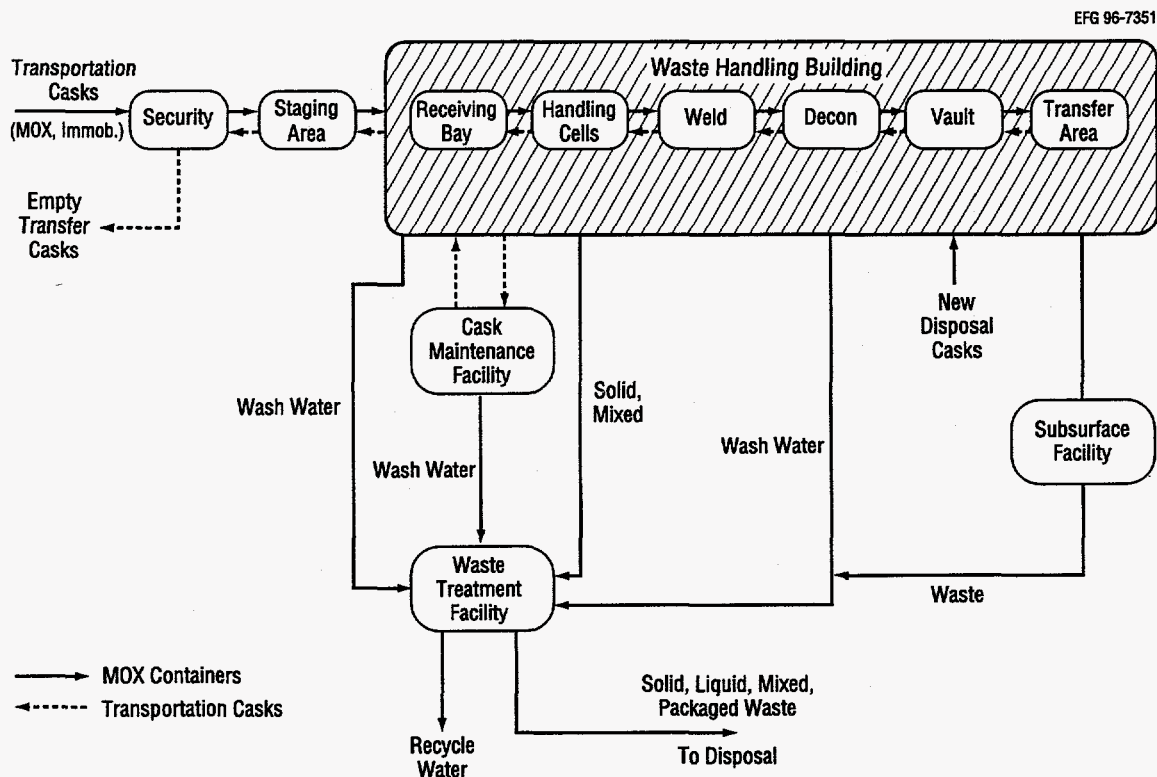 EFG 96-7351
Waste Handling Building
Transportation
Casks
(MOX, Immob.)
Security
Staging
Area
Receiving
Bay
Handling
Cells
Weld
Decon
Vault
Transfer
Area
Empty
Transfer
Casks
Cask
Maintenance
Facility
New
Disposal
Casks
Wash Water
Solid,
Mixed
Wash Water
Wash Water
Subsurface
Facility
Waste
Treatment
Facility
Waste
MOX Containers
Transportation Casks
Recycle
Water
Solid, Liquid, Mixed,
Packaged Waste
To Disposal